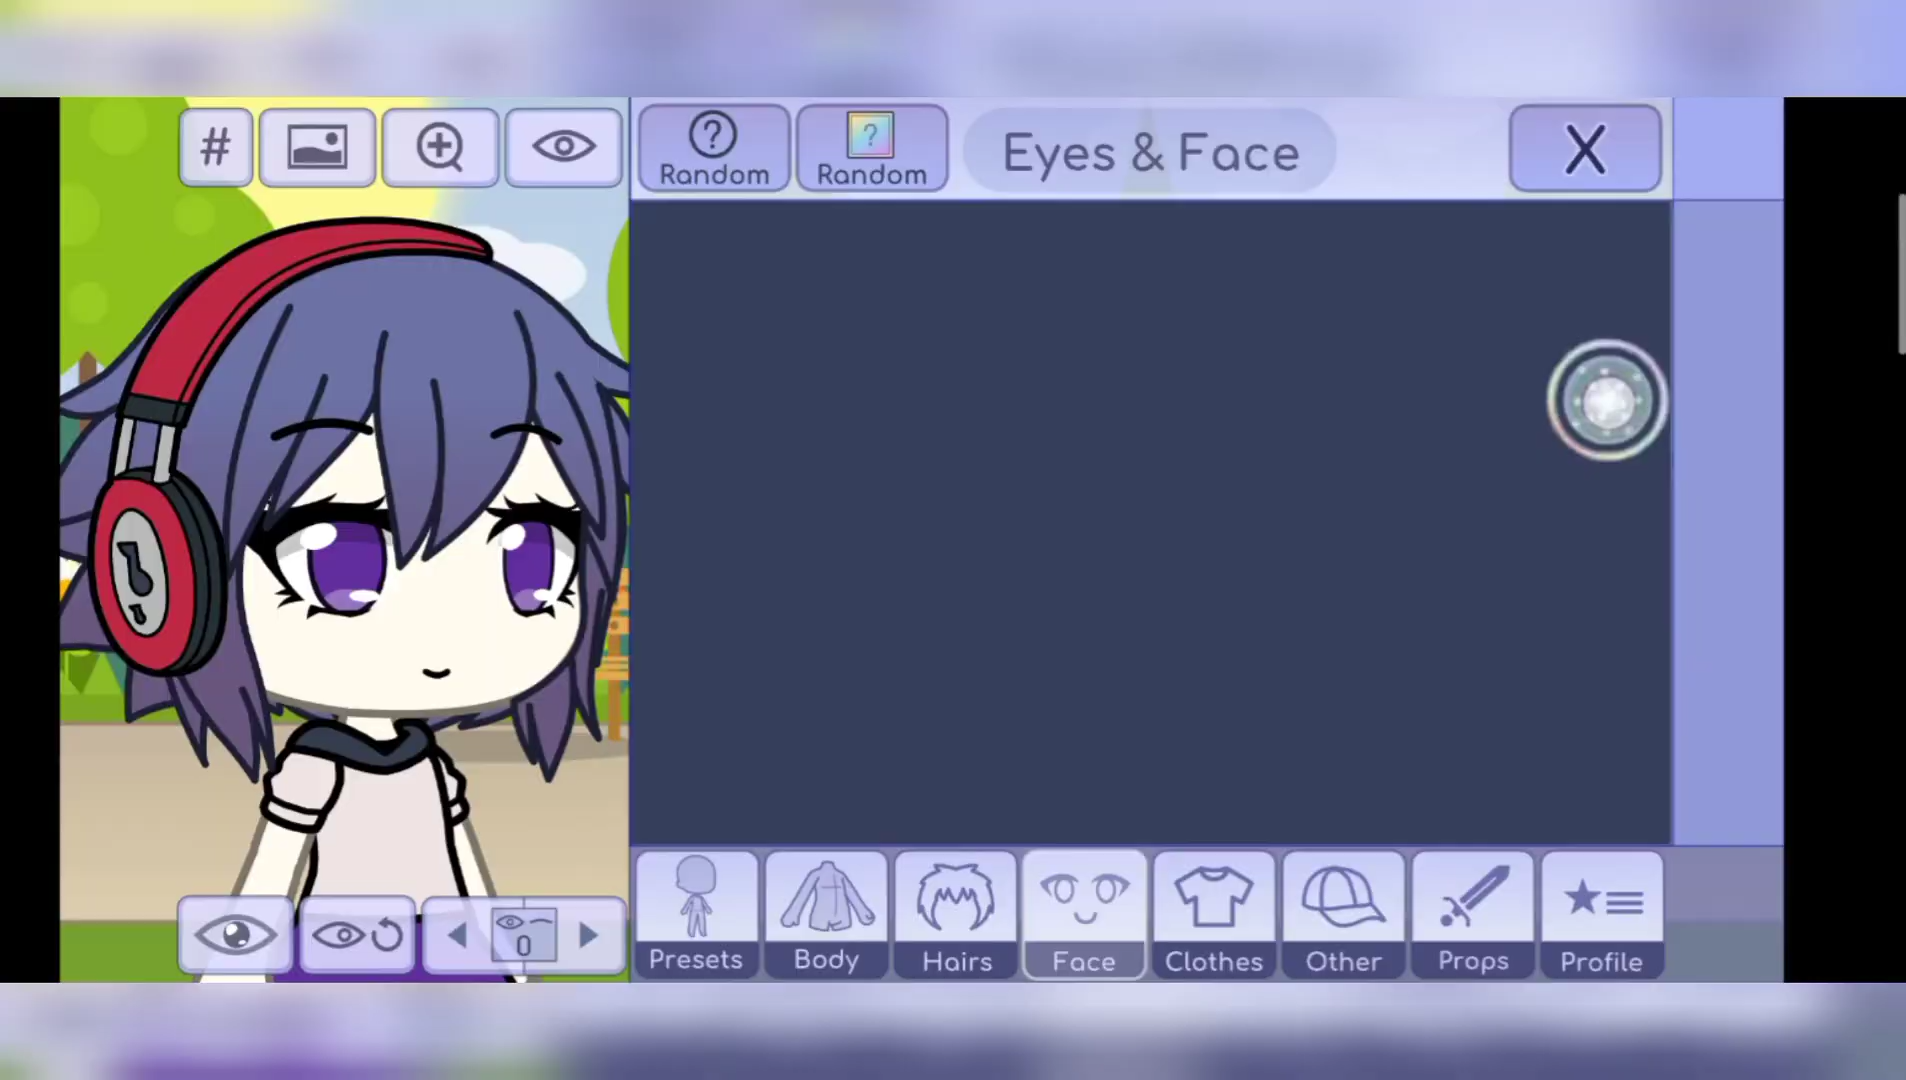 #
? Random
? Random
Eyes & Face
X
0
Presets
Body
Hairs
Face
Clothes
Other
Props
Profile